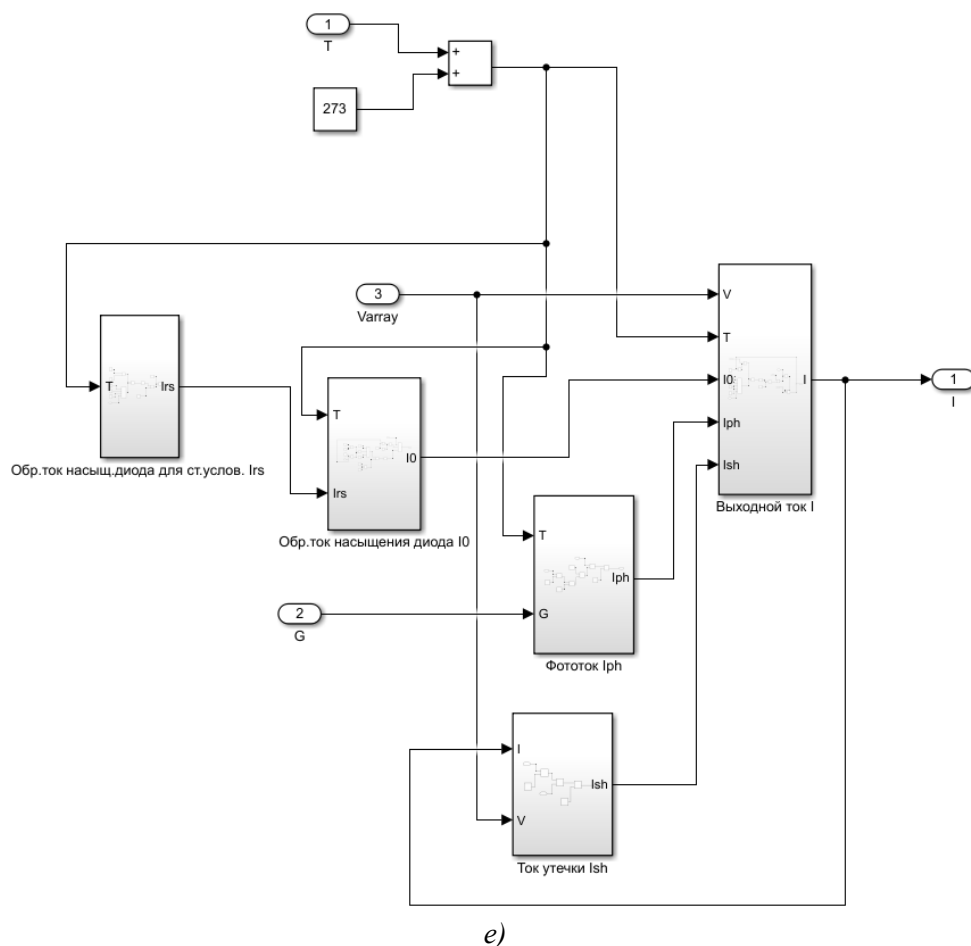 1
T
+
+
273
3
Varray
V
T
I0
Iph
Ish
I
1
I
Выходной ток I
T
Irs
Обр.ток насыщ.диода для ст.услов. Irs
T
Irs
I0
Обр.ток насыщения диода I0
2
G
T
G
Iph
Фототок Iph
I
V
Ish
Ток утечки Ish
е)